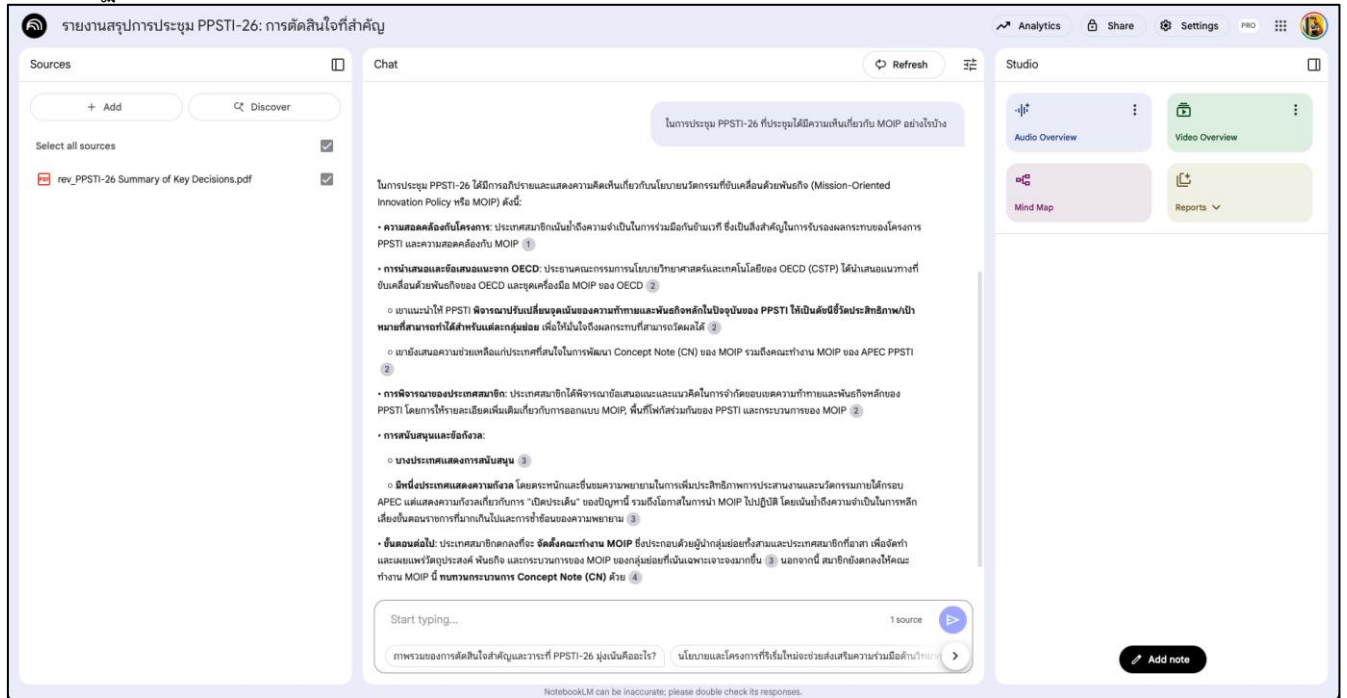 รายงานสรุปการประชุม PPSTI-26: การตัดสินใจที่สำคัญ
Analytics
Share
Settings
PRO
Sources
+ Add
Discover
Select all sources
PDF
rev_PPSTI-26 Summary of Key Decisions.pdf
Chat
Refresh
ในการประชุม PPSTI-26 ที่ประชุมได้มีความเห็นเกี่ยวกับ MOIP อย่างไรบ้าง
ในการประชุม PPSTI-26 ได้มีการอภิปรายและแสดงความคิดเห็นเกี่ยวกับนโยบายนวัตกรรมที่ขับเคลื่อนด้วยพันธกิจ (Mission-Oriented
Innovation Policy หรือ MOIP) ดังนี้:
• ความสอดคล้องกับโครงการ: ประเทศสมาชิกเน้นย้ำถึงความจำเป็นในการร่วมมือกันข้ามเวที ซึ่งเป็นสิ่งสำคัญในการรับรองผลกระทบของโครงการ
PPSTI และความสอดคล้องกับ MOIP 1
• การนำเสนอและข้อเสนอแนะจาก OECD: ประธานคณะกรรมการนโยบายวิทยาศาสตร์และเทคโนโลยีของ OECD (CSTP) ได้นำเสนอแนวทางที่
ขับเคลื่อนด้วยพันธกิจของ OECD และชุดเครื่องมือ MOIP ของ OECD 2
○ เขาแนะนำให้ PPSTI พิจารณาปรับเปลี่ยนจุดเน้นของความท้าทายและพันธกิจหลักในปัจจุบันของ PPSTI ให้เป็นดัชนีชี้วัดประสิทธิภาพ/เป้า
หมายที่สามารถทำได้สำหรับแต่ละกลุ่มย่อย เพื่อให้มั่นใจถึงผลกระทบที่สามารถวัดผลได้ 2
○ เขายังเสนอความช่วยเหลือแก่ประเทศที่สนใจในการพัฒนา Concept Note (CN) ของ MOIP รวมถึงคณะทำงาน MOIP ของ APEC PPSTI
2
• การพิจารณาของประเทศสมาชิก: ประเทศสมาชิกได้พิจารณาข้อเสนอแนะและแนวคิดในการจำกัดขอบเขตความท้าทายและพันธกิจหลักของ
PPSTI โดยการให้รายละเอียดเพิ่มเติมเกี่ยวกับการออกแบบ MOIP, พื้นที่โฟกัสร่วมกันของ PPSTI และกระบวนการของ MOIP 2
• การสนับสนุนและข้อกังวล:
○ บางประเทศแสดงการสนับสนุน 3
○ มีหนึ่งประเทศแสดงความกังวล โดยตระหนักและชื่นชมความพยายามในการเพิ่มประสิทธิภาพการประสานงานและนวัตกรรมภายใต้กรอบ
APEC แต่แสดงความกังวลเกี่ยวกับการ "เปิดประเด็น" ของปัญหานี้ รวมถึงโอกาสในการนำ MOIP ไปปฏิบัติ โดยเน้นย้ำถึงความจำเป็นในการหลีก
เลี่ยงขั้นตอนราชการที่มากเกินไปและการซ้ำซ้อนของความพยายาม 3
• ขั้นตอนต่อไป: ประเทศสมาชิกตกลงที่จะ จัดตั้งคณะทำงาน MOIP ซึ่งประกอบด้วยผู้นำกลุ่มย่อยทั้งสามและประเทศสมาชิกที่อาสา เพื่อจัดทำ
และเผยแพร่วัตถุประสงค์ พันธกิจ และกระบวนการของ MOIP ของกลุ่มย่อยที่เน้นเฉพาะเจาะจงมากขึ้น 3 นอกจากนี้ สมาชิกยังตกลงให้คณะ
ทำงาน MOIP นี้ ทบทวนกระบวนการ Concept Note (CN) ด้วย 4
Start typing...
1 source
ภาพรวมของการตัดสินใจสำคัญและวาระที่ PPSTI-26 มุ่งเน้นคืออะไร?
นโยบายและโครงการที่ริเริ่มใหม่จะช่วยส่งเสริมความร่วมมือด้าน
NotebookLM can be inaccurate; please double check its responses.
Studio
Audio Overview
Video Overview
Mind Map
Reports
Add note